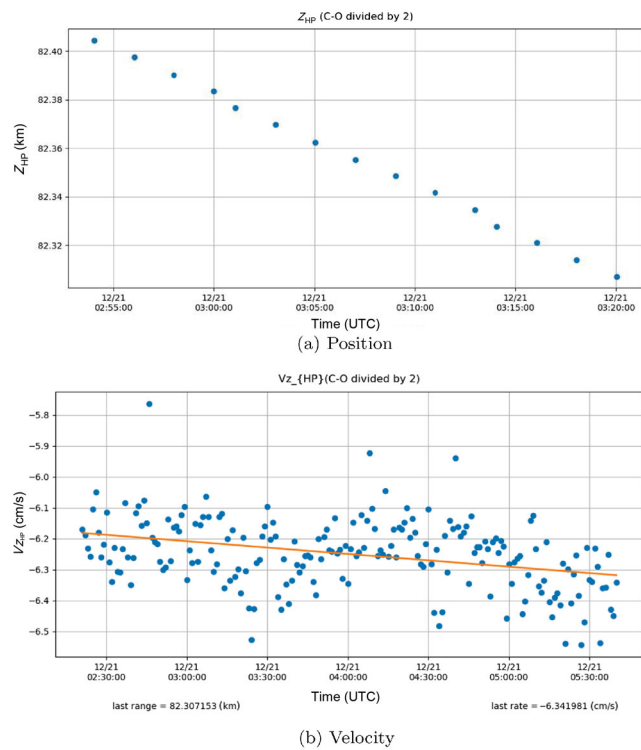 Z_HP (C-O divided by 2)
Z_HP (km)
82.40
82.38
82.36
82.34
82.32
12/21 12/21 12/21 12/21 12/21 12/21
02:55:00 03:00:00 03:05:00 03:10:00 03:15:00 03:20:00
Time (UTC)
(a) Position
Vz_{HP}(C-O divided by 2)
Vz_HP (cm/s)
−5.8
−5.9
−6.0
−6.1
−6.2
−6.3
−6.4
−6.5
12/21 12/21 12/21 12/21 12/21 12/21 12/21
02:30:00 03:00:00 03:30:00 04:00:00 04:30:00 05:00:00 05:30:00
Time (UTC)
last range = 82.307153 (km) last rate = −6.341981 (cm/s)
(b) Velocity